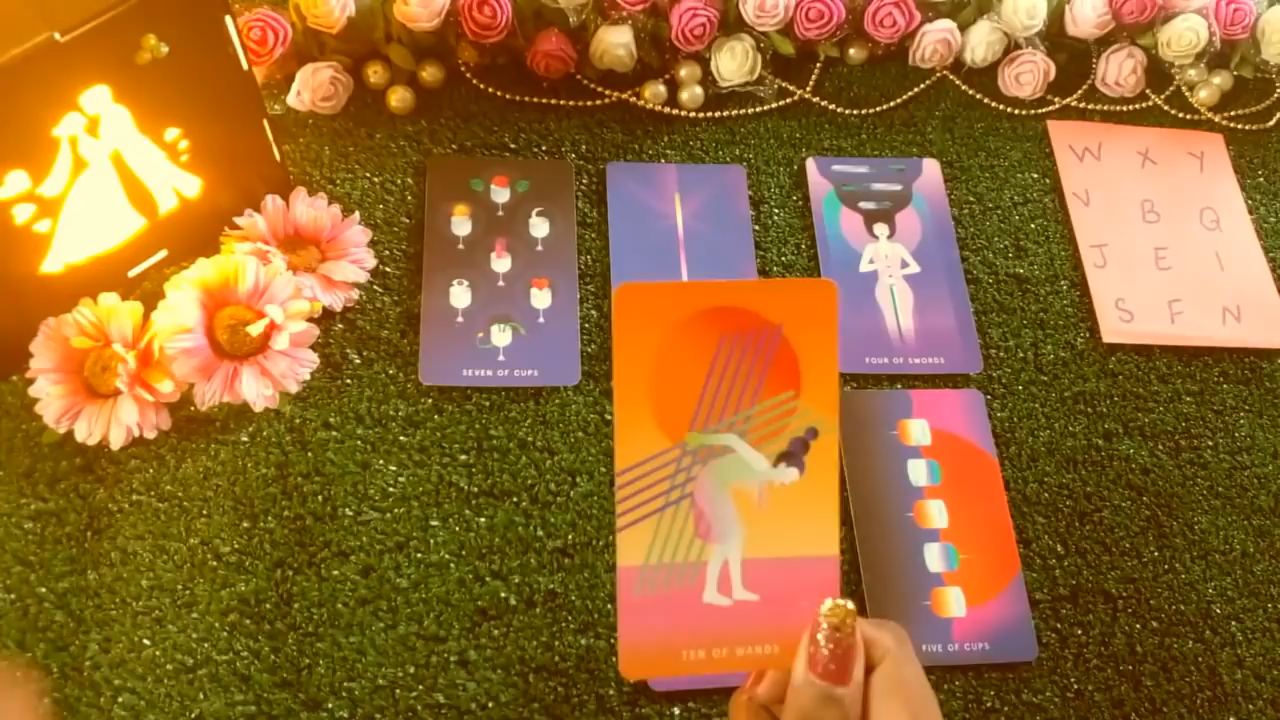 W X Y
V B Q
J E I
S F N
SEVEN OF CUPS
FOUR OF SWORDS
TEN OF WANDS
FIVE OF CUPS